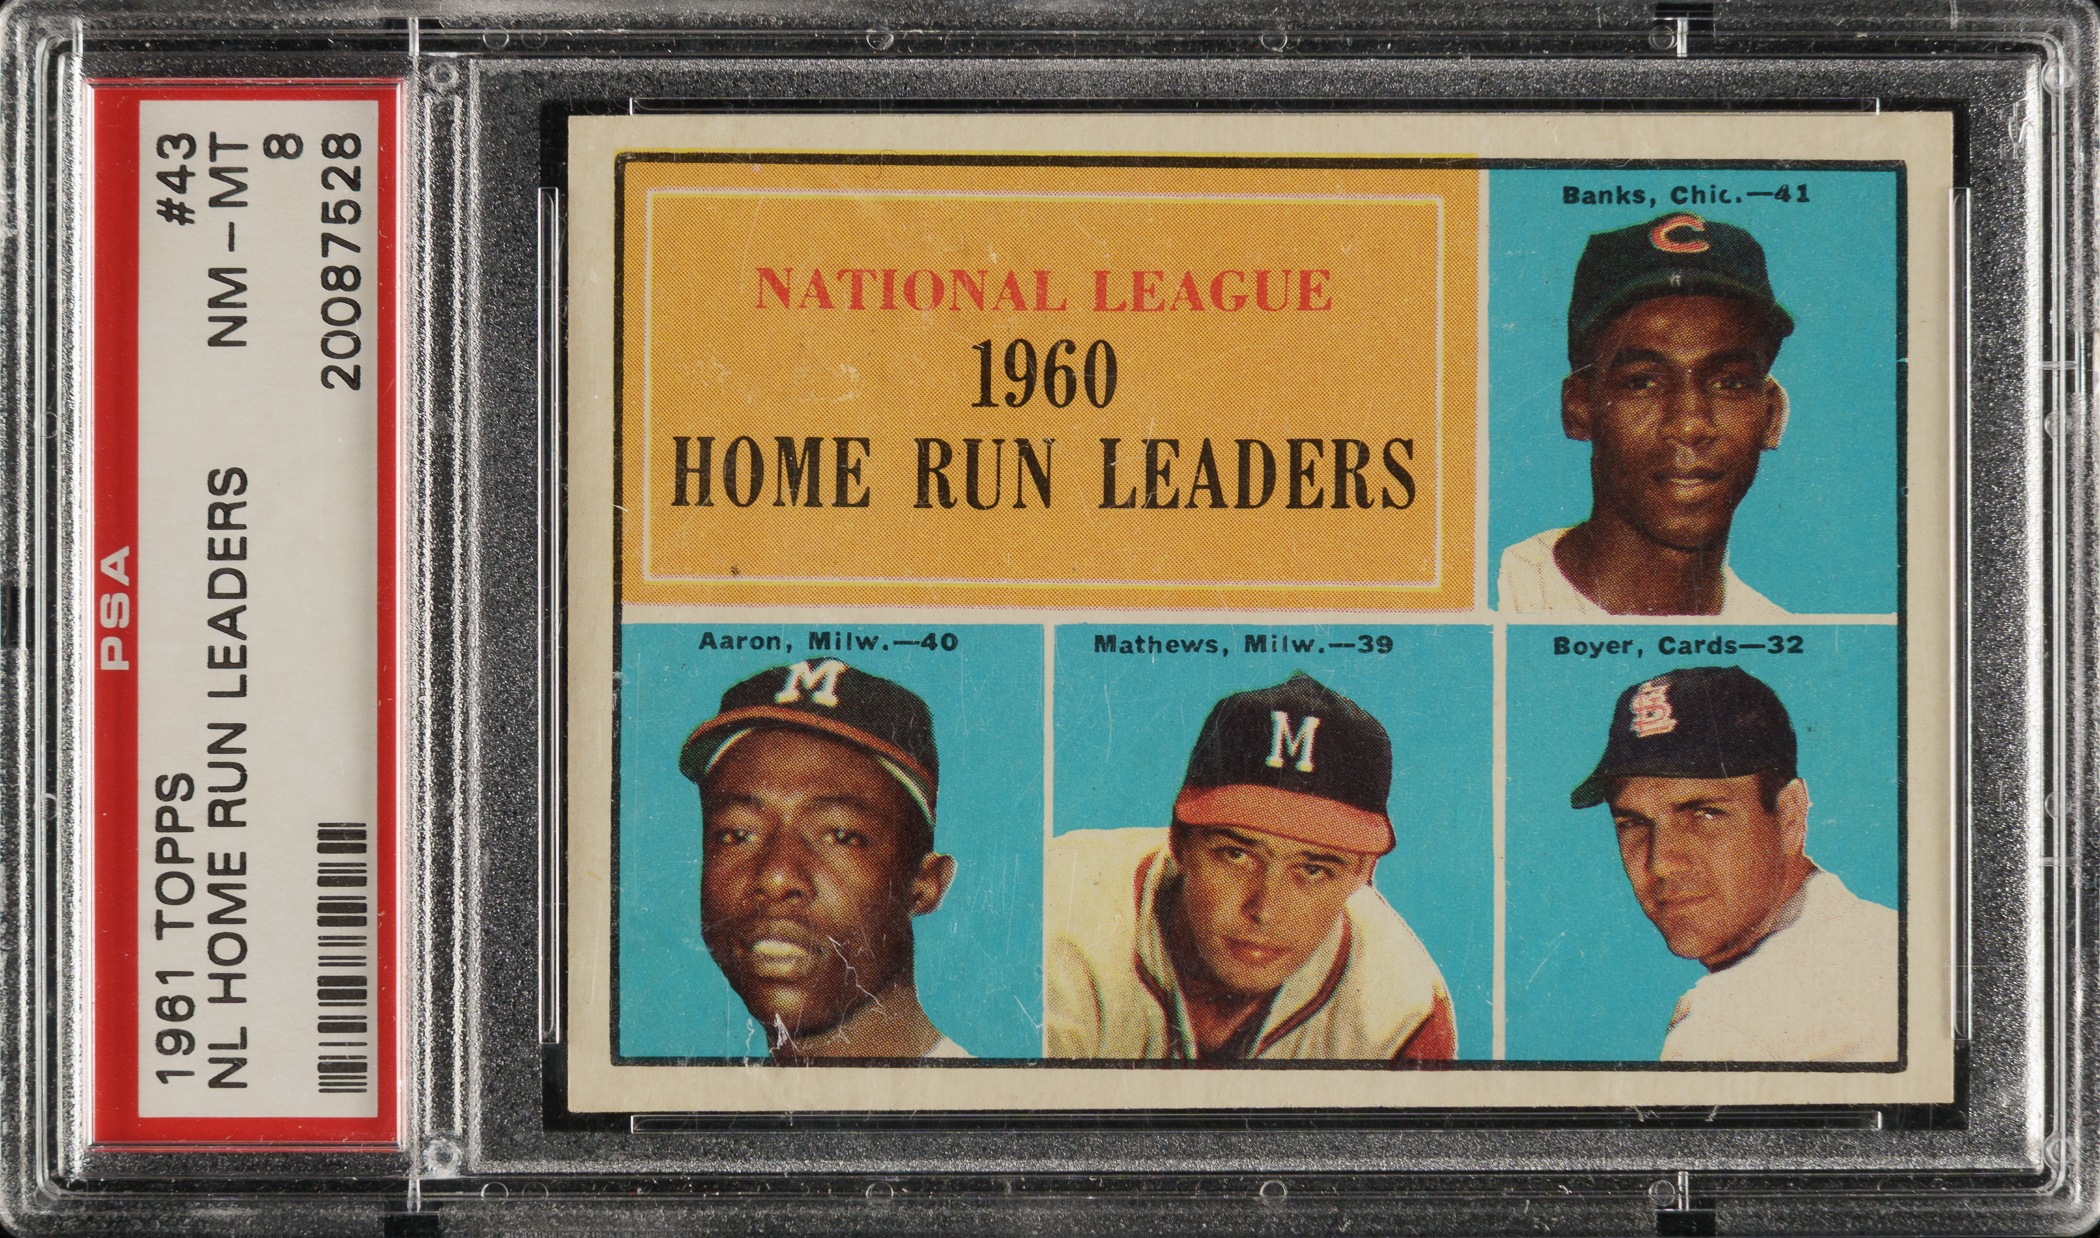 PSA
1961 TOPPS #43
NL HOME RUN LEADERS NM-MT
8
20087528
NATIONAL LEAGUE
1960
HOME RUN LEADERS
Banks, Chic.—41
C
Aaron, Milw.—40
M
Mathews, Milw.—39
M
Boyer, Cards—32
STL